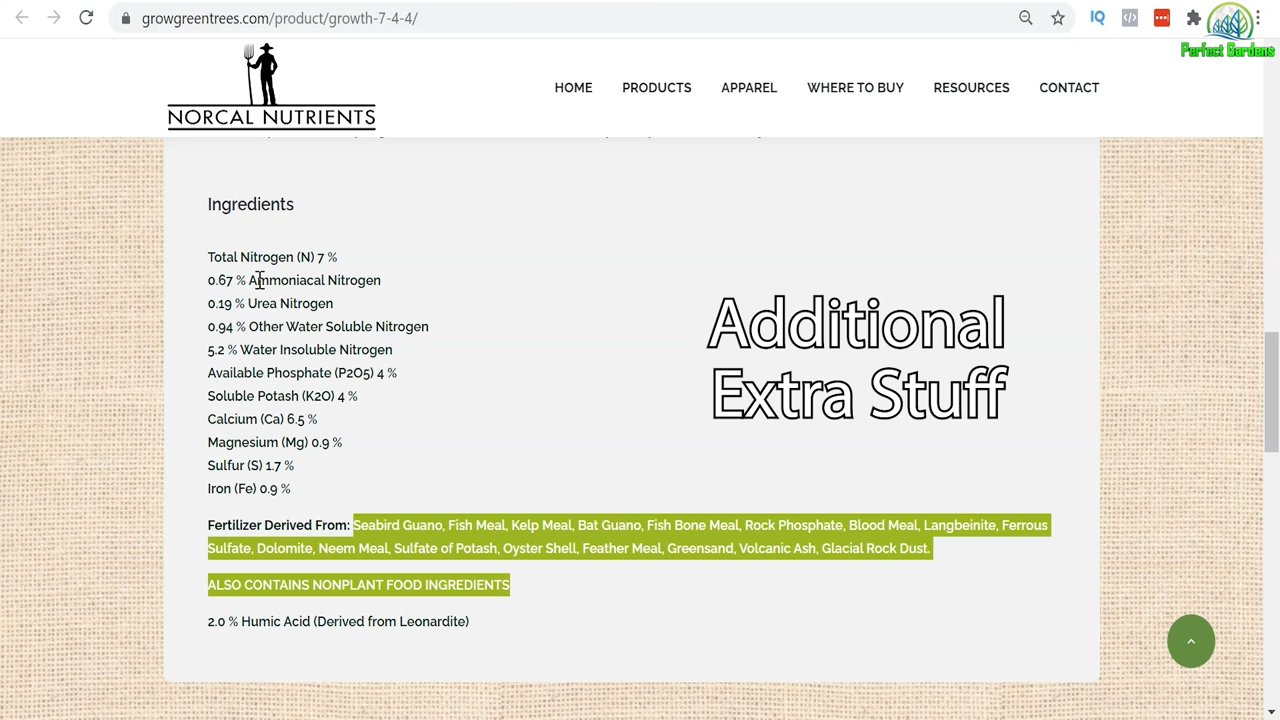 growgreentrees.com/product/growth-7-4-4/
IQ
Perfect Gardens
NORCAL NUTRIENTS
HOME PRODUCTS APPAREL WHERE TO BUY RESOURCES CONTACT
Ingredients
Total Nitrogen (N) 7 %
0.67 % Ammoniacal Nitrogen
0.19 % Urea Nitrogen
0.94 % Other Water Soluble Nitrogen
5.2 % Water Insoluble Nitrogen
Available Phosphate (P2O5) 4 %
Soluble Potash (K2O) 4 %
Calcium (Ca) 6.5 %
Magnesium (Mg) 0.9 %
Sulfur (S) 1.7 %
Iron (Fe) 0.9 %
Additional
Extra Stuff
Fertilizer Derived From: Seabird Guano, Fish Meal, Kelp Meal, Bat Guano, Fish Bone Meal, Rock Phosphate, Blood Meal, Langbeinite, Ferrous
Sulfate, Dolomite, Neem Meal, Sulfate of Potash, Oyster Shell, Feather Meal, Greensand, Volcanic Ash, Glacial Rock Dust.
ALSO CONTAINS NONPLANT FOOD INGREDIENTS
2.0 % Humic Acid (Derived from Leonardite)